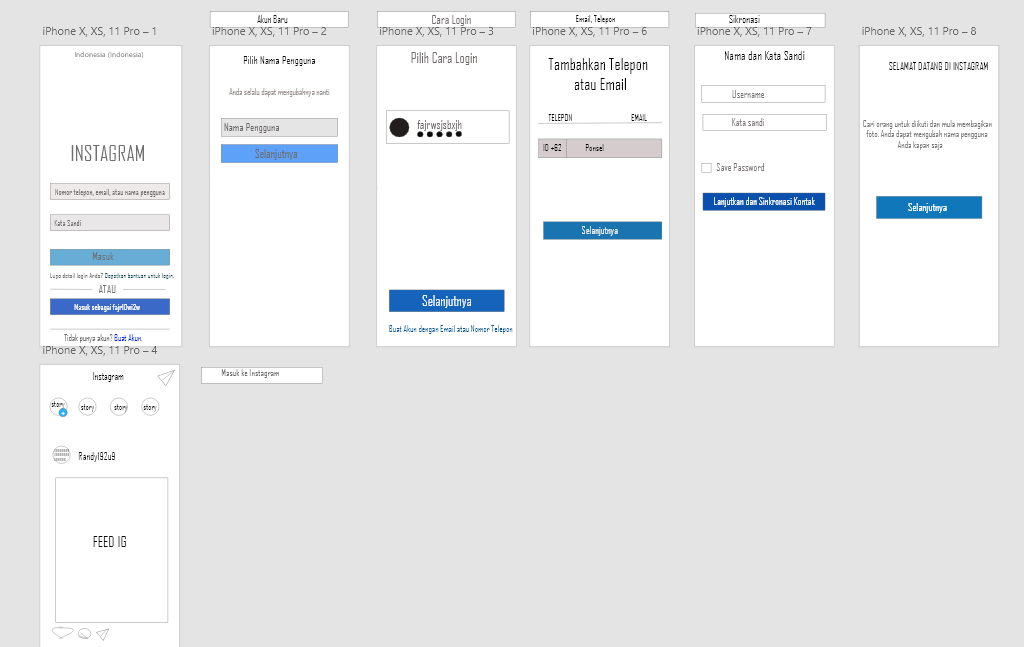 Akun Baru
Cara Login
Email, Telepon
Sikronasi
iPhone X, XS, 11 Pro – 1
iPhone X, XS, 11 Pro – 2
iPhone X, XS, 11 Pro – 3
iPhone X, XS, 11 Pro – 6
iPhone X, XS, 11 Pro – 7
iPhone X, XS, 11 Pro – 8
Indonesia (Indonesia)
INSTAGRAM
Nomor telepon, email, atau nama pengguna
Kata Sandi
Masuk
Lupa detail login Anda? Dapatkan bantuan untuk login.
ATAU
Masuk sebagai fajr10wi2w
Tidak punya akun? Buat Akun.
Pilih Nama Pengguna
Anda selalu dapat mengubahnya nanti
Nama Pengguna
Selanjutnya
Pilih Cara Login
fajrwsjsbxjh
Selanjutnya
Buat Akun dengan Email atau Nomor Telepon
Tambahkan Telepon
atau Email
TELEPON EMAIL
ID +62 Ponsel
Selanjutnya
Nama dan Kata Sandi
Username
Kata sandi
Save Password
Lanjutkan dan Sinkronasi Kontak
SELAMAT DATANG DI INSTAGRAM
Cari orang untuk diikuti dan mula membagikan
foto. Anda dapat mengubah nama pengguna
Anda kapan saja
Selanjutnya
iPhone X, XS, 11 Pro – 4
Instagram
story
story
story
story
Randy192u9
FEED IG
Masuk ke Instagram